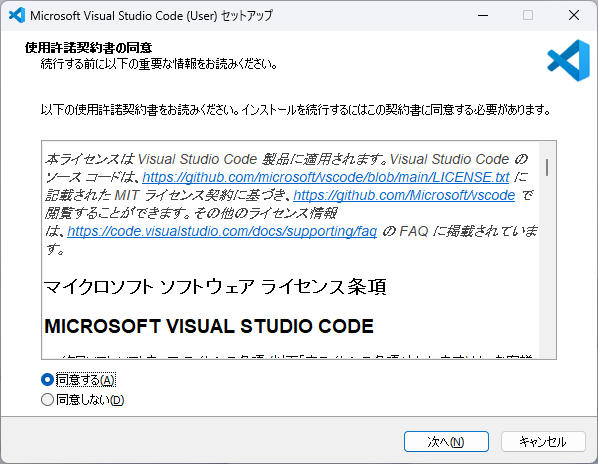 Microsoft Visual Studio Code (User) セットアップ
使用許諾契約書の同意
続行する前に以下の重要な情報をお読みください。
以下の使用許諾契約書をお読みください。インストールを続行するにはこの契約書に同意する必要があります。
本ライセンスは Visual Studio Code 製品に適用されます。Visual Studio Code の
ソース コードは、https://github.com/microsoft/vscode/blob/main/LICENSE.txt に
記載された MIT ライセンス契約に基づき、https://github.com/Microsoft/vscode で
閲覧することができます。その他のライセンス情報
は、https://code.visualstudio.com/docs/supporting/faq の FAQ に掲載されていま
す。
マイクロソフト ソフトウェア ライセンス条項
MICROSOFT VISUAL STUDIO CODE
同意する(A)
同意しない(D)
次へ(N)
キャンセル